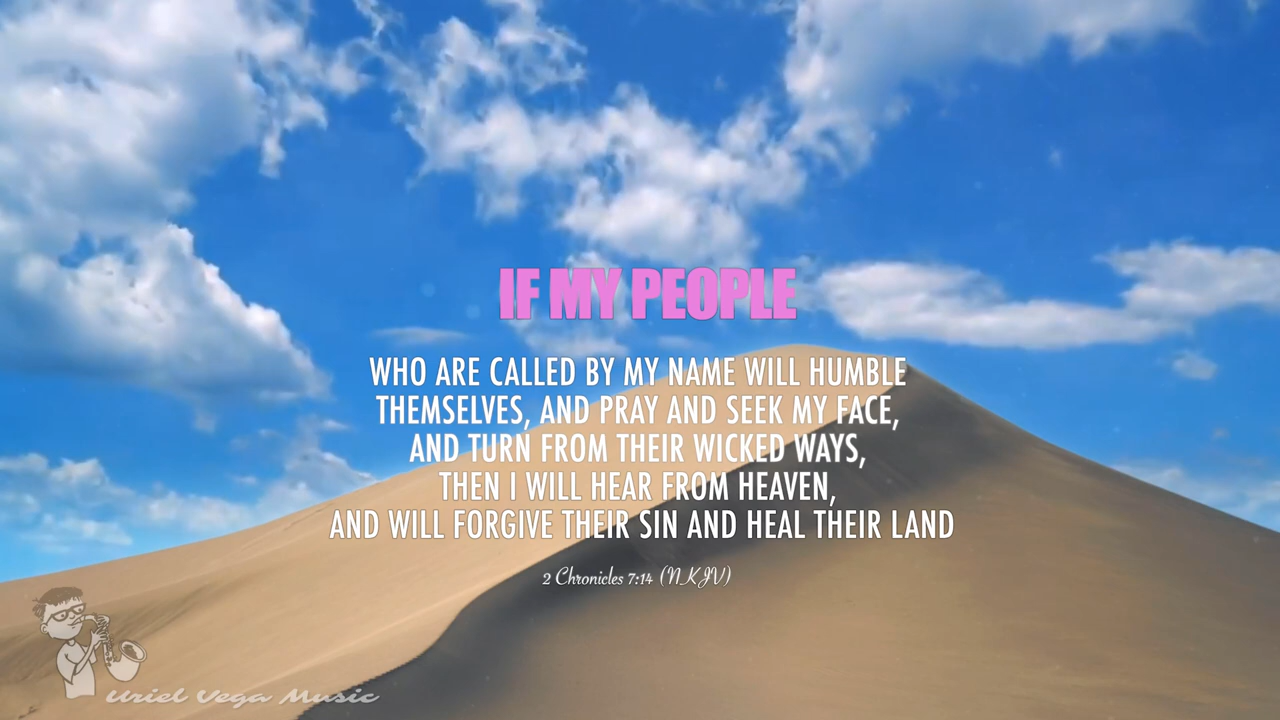 IF MY PEOPLE
WHO ARE CALLED BY MY NAME WILL HUMBLE
THEMSELVES, AND PRAY AND SEEK MY FACE,
AND TURN FROM THEIR WICKED WAYS,
THEN I WILL HEAR FROM HEAVEN,
AND WILL FORGIVE THEIR SIN AND HEAL THEIR LAND
2 Chronicles 7:14 (NKJV)
Uriel Vega Music